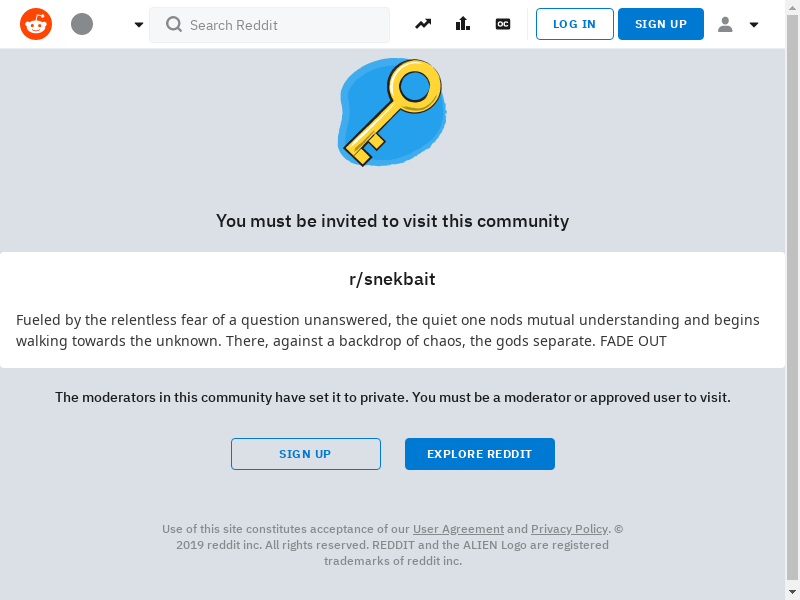 Search Reddit
OC
LOG IN
SIGN UP
You must be invited to visit this community
r/snekbait
Fueled by the relentless fear of a question unanswered, the quiet one nods mutual understanding and begins
walking towards the unknown. There, against a backdrop of chaos, the gods separate. FADE OUT
The moderators in this community have set it to private. You must be a moderator or approved user to visit.
SIGN UP
EXPLORE REDDIT
Use of this site constitutes acceptance of our User Agreement and Privacy Policy. ©
2019 reddit inc. All rights reserved. REDDIT and the ALIEN Logo are registered
trademarks of reddit inc.